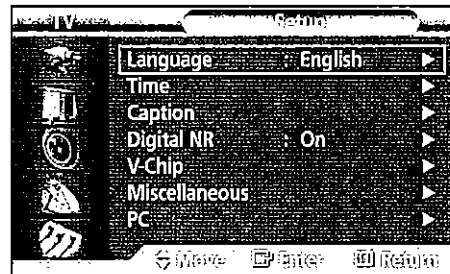 TV Setup
Language : English
Time
Caption
Digital NR : On
V-Chip
Miscellaneous
PC
Move Enter Return